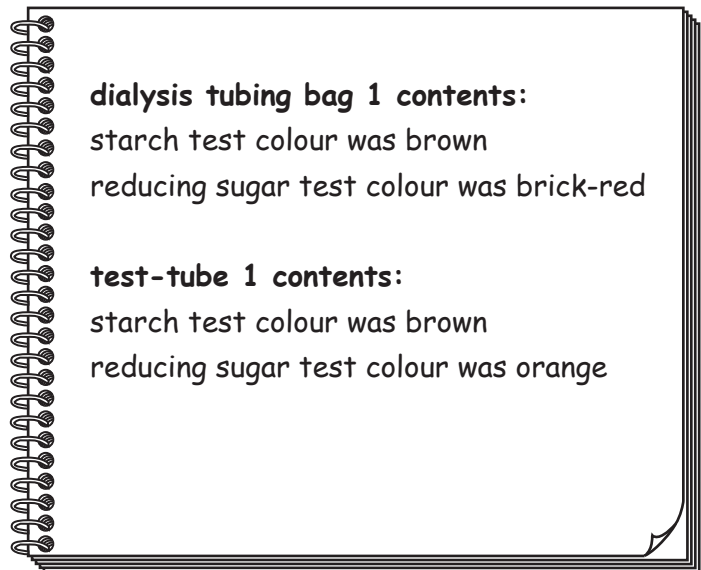 dialysis tubing bag 1 contents:
starch test colour was brown
reducing sugar test colour was brick-red
test-tube 1 contents:
starch test colour was brown
reducing sugar test colour was orange